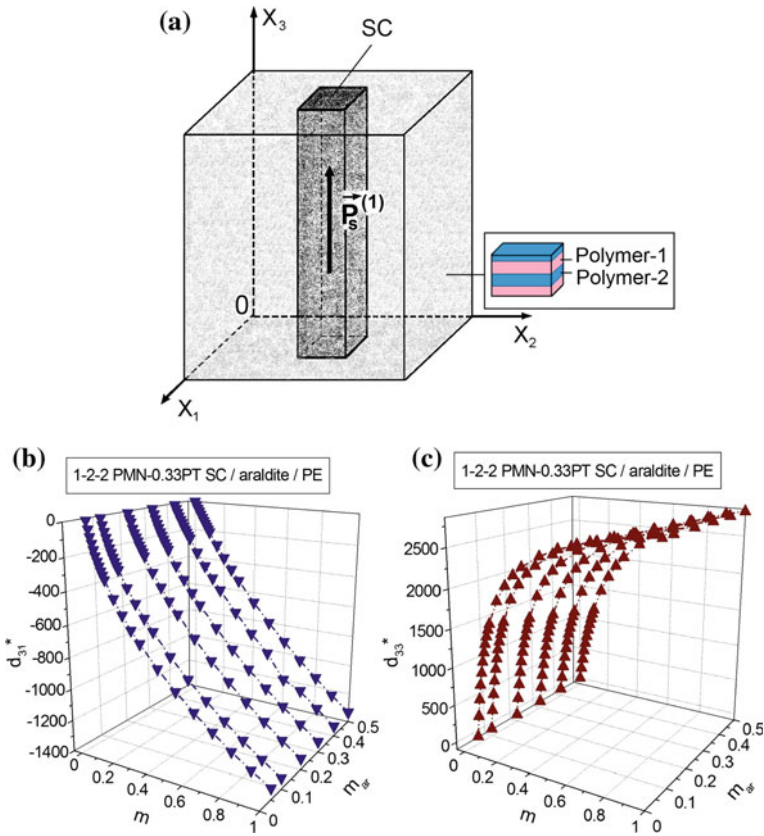 (a)
X3
SC
Ps(1)
Polymer-1
Polymer-2
0
X2
X1
(b)
1-2-2 PMN-0.33PT SC / araldite / PE
0
-200
-400
-600
-800
-1000
-1200
-1400
d31*
0
0.2
0.4
0.6
0.8
1
m
0
0.1
0.2
0.3
0.4
0.5
mar
(c)
1-2-2 PMN-0.33PT SC / araldite / PE
2500
2000
1500
1000
500
0
d33*
0
0.2
0.4
0.6
0.8
1
m
0
0.1
0.2
0.3
0.4
0.5
mar